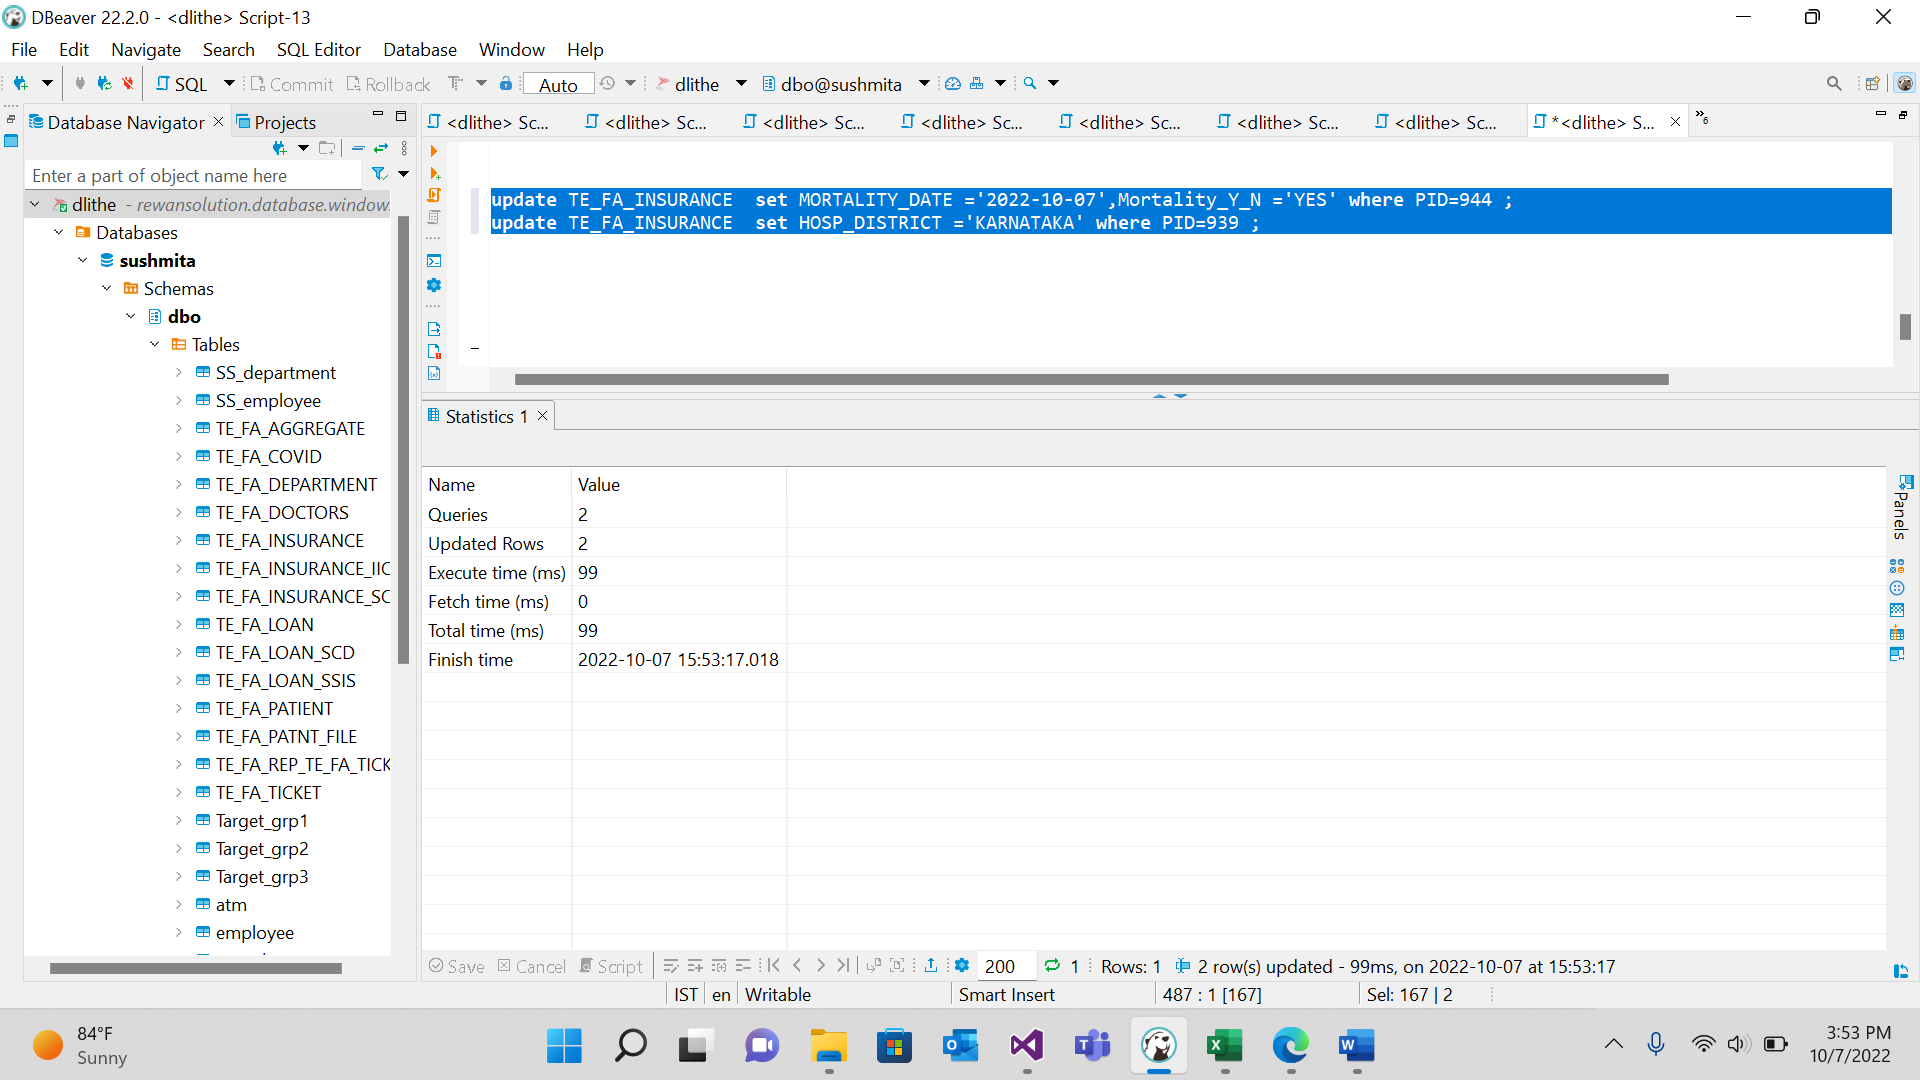 DBeaver 22.2.0 - <dlithe> Script-13
File Edit Navigate Search SQL Editor Database Window Help
SQL Commit Rollback Auto dlithe dbo@sushmita
Database Navigator Projects
<dlithe> Sc... <dlithe> Sc... <dlithe> Sc... <dlithe> Sc... <dlithe> Sc... <dlithe> Sc... <dlithe> Sc... *<dlithe> S... »6
Enter a part of object name here
dlithe - rewansolution.database.window.
Databases
sushmita
Schemas
dbo
Tables
SS_department
SS_employee
TE_FA_AGGREGATE
TE_FA_COVID
TE_FA_DEPARTMENT
TE_FA_DOCTORS
TE_FA_INSURANCE
TE_FA_INSURANCE_IIC
TE_FA_INSURANCE_SC
TE_FA_LOAN
TE_FA_LOAN_SCD
TE_FA_LOAN_SSIS
TE_FA_PATIENT
TE_FA_PATNT_FILE
TE_FA_REP_TE_FA_TICK
TE_FA_TICKET
Target_grp1
Target_grp2
Target_grp3
atm
employee
update TE_FA_INSURANCE  set MORTALITY_DATE ='2022-10-07',Mortality_Y_N ='YES' where PID=944 ;
update TE_FA_INSURANCE  set HOSP_DISTRICT ='KARNATAKA' where PID=939 ;
Statistics 1
Name Value
Queries 2
Updated Rows 2
Execute time (ms) 99
Fetch time (ms) 0
Total time (ms) 99
Finish time 2022-10-07 15:53:17.018
Panels
Save Cancel Script 200 1 Rows: 1 2 row(s) updated - 99ms, on 2022-10-07 at 15:53:17
IST en Writable Smart Insert 487 : 1 [167] Sel: 167 | 2
84°F
Sunny
3:53 PM
10/7/2022